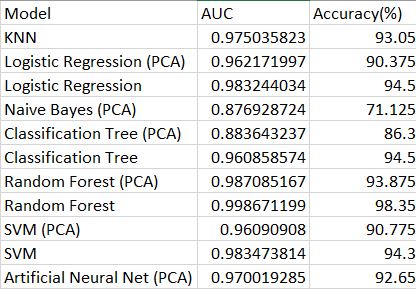 Model AUC Accuracy(%)
KNN 0.975035823 93.05
Logistic Regression (PCA) 0.962171997 90.375
Logistic Regression 0.983244034 94.5
Naive Bayes (PCA) 0.876928724 71.125
Classification Tree (PCA) 0.883643237 86.3
Classification Tree 0.960858574 94.5
Random Forest (PCA) 0.987085167 93.875
Random Forest 0.998671199 98.35
SVM (PCA) 0.96090908 90.775
SVM 0.983473814 94.3
Artificial Neural Net (PCA) 0.970019285 92.65